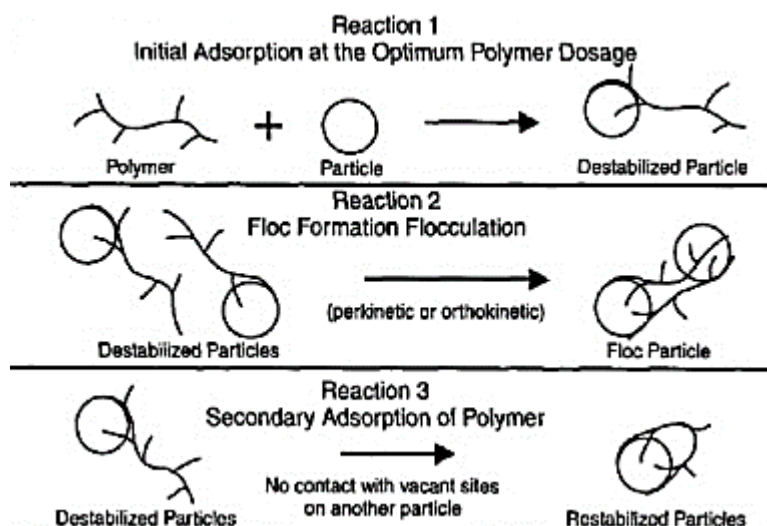 Reaction 1
Initial Adsorption at the Optimum Polymer Dosage
+
Polymer
Particle
Destabilized Particle
Reaction 2
Floc Formation Flocculation
(perkinetic or orthokinetic)
Destabilized Particles
Floc Particle
Reaction 3
Secondary Adsorption of Polymer
No contact with vacant sites
on another particle
Destabilized Particles
Restabilized Particles